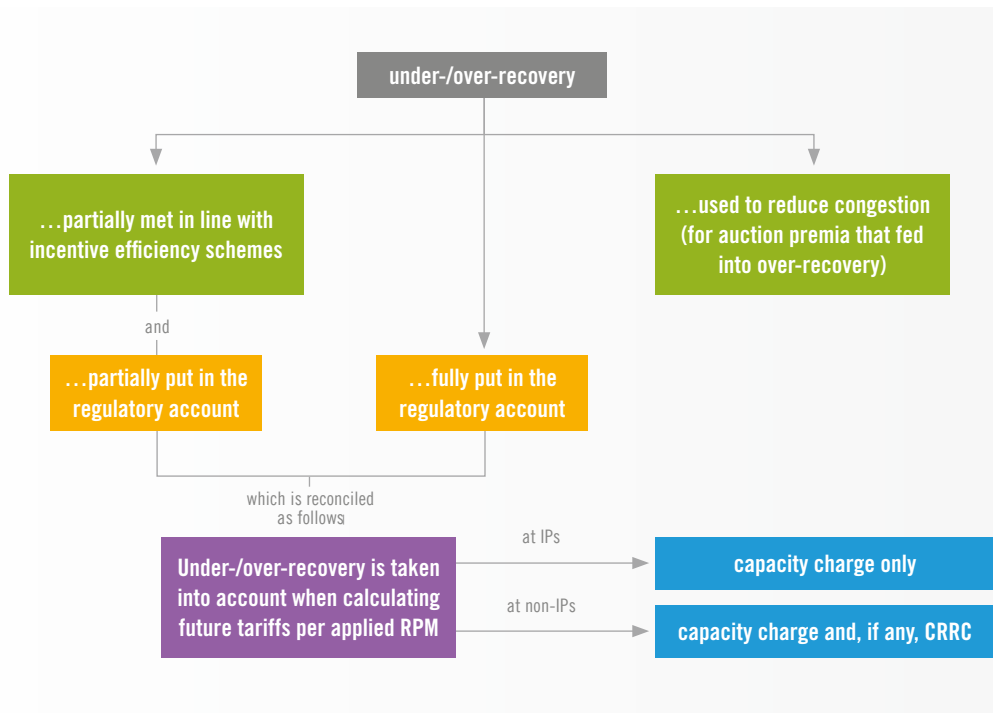 under-/over-recovery
…partially met in line with
incentive efficiency schemes
…used to reduce congestion
(for auction premia that fed
into over-recovery)
and
…partially put in the
regulatory account
…fully put in the
regulatory account
which is reconciled
as follows:
Under-/over-recovery is taken
into account when calculating
future tariffs per applied RPM
at IPs
capacity charge only
at non-IPs
capacity charge and, if any, CRRC